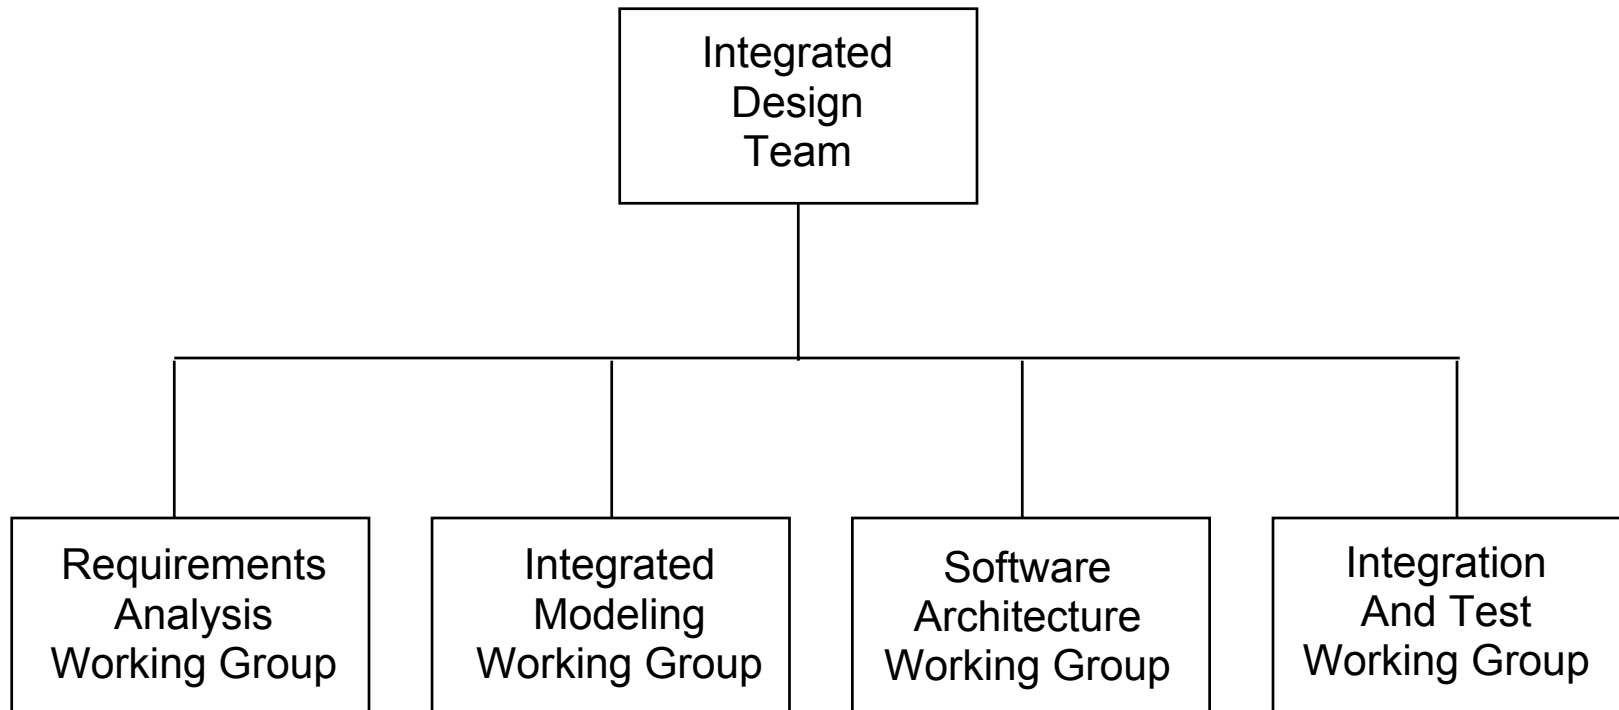 Integrated
Design
Team
Requirements
Analysis
Working Group
Integrated
Modeling
Working Group
Software
Architecture
Working Group
Integration
And Test
Working Group